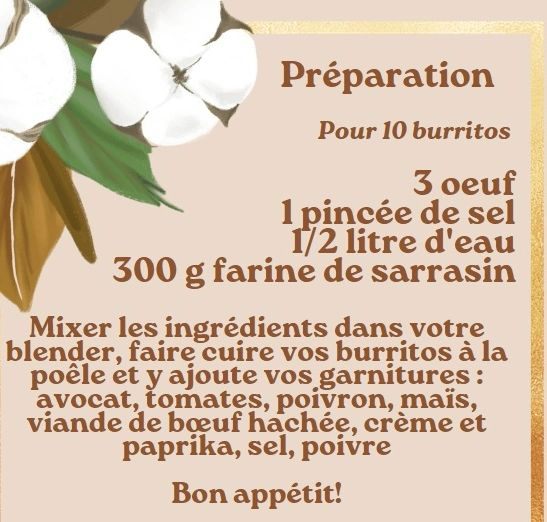 Préparation
Pour 10 burritos
3 oeuf
1 pincée de sel
1/2 litre d'eau
300 g farine de sarrasin
Mixer les ingrédients dans votre
blender, faire cuire vos burritos à la
poêle et y ajoute vos garnitures :
avocat, tomates, poivron, maïs,
viande de bœuf hachée, crème et
paprika, sel, poivre
Bon appétit!